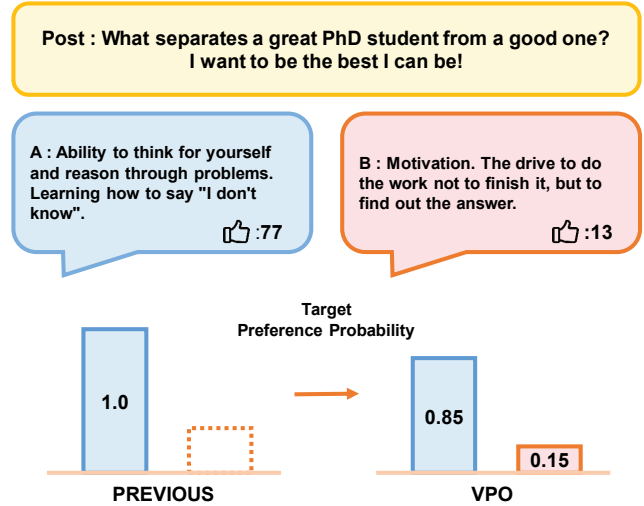 Post : What separates a great PhD student from a good one?
I want to be the best I can be!
A : Ability to think for yourself
and reason through problems.
Learning how to say "I don't
know".
:77
B : Motivation. The drive to do
the work not to finish it, but to
find out the answer.
:13
Target
Preference Probability
1.0
0.85
0.15
PREVIOUS
VPO